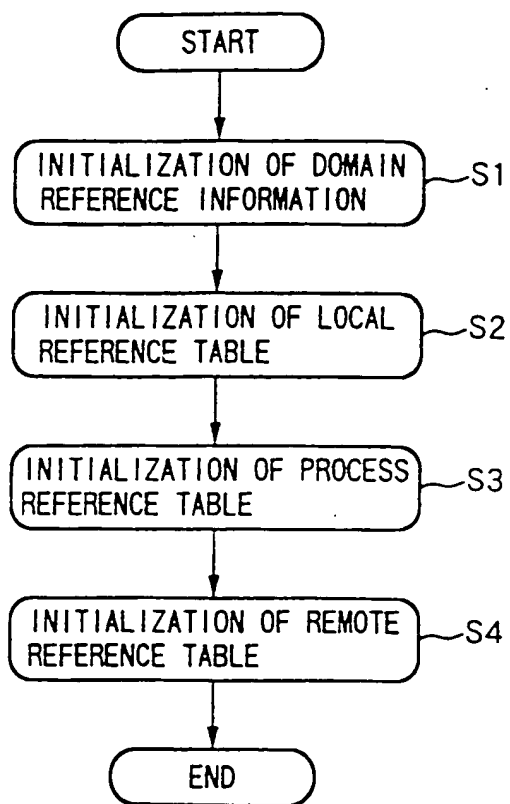 START
INITIALIZATION OF DOMAIN
REFERENCE INFORMATION
S1
INITIALIZATION OF LOCAL
REFERENCE TABLE
S2
INITIALIZATION OF PROCESS
REFERENCE TABLE
S3
INITIALIZATION OF REMOTE
REFERENCE TABLE
S4
END